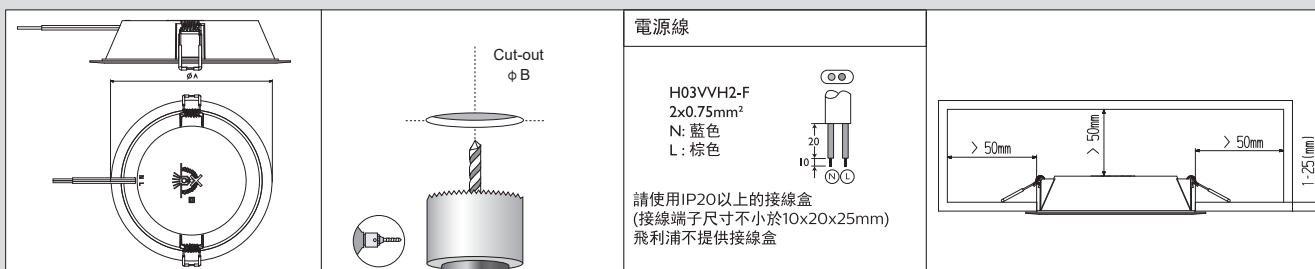 ØA
N
L
Cut-out
φB
電源線
H03VVH2-F
2x0.75mm²
N: 藍色
L : 棕色
20
10
N L
請使用IP20以上的接線盒
(接線端子尺寸不小於10x20x25mm)
飛利浦不提供接線盒
> 50mm
> 50mm
> 50mm
1-25(mm)